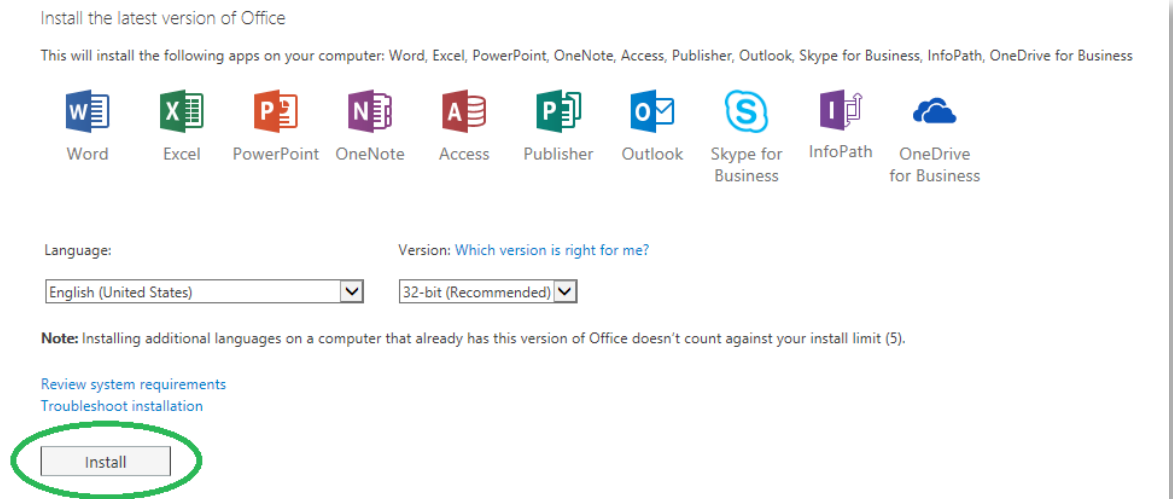 Install the latest version of Office
This will install the following apps on your computer: Word, Excel, PowerPoint, OneNote, Access, Publisher, Outlook, Skype for Business, InfoPath, OneDrive for Business
W X P N A P O S I
Word Excel PowerPoint OneNote Access Publisher Outlook Skype for Business InfoPath OneDrive for Business
Language: Version: Which version is right for me?
English (United States) 32-bit (Recommended)
Note: Installing additional languages on a computer that already has this version of Office doesn't count against your install limit (5).
Review system requirements
Troubleshoot installation
Install